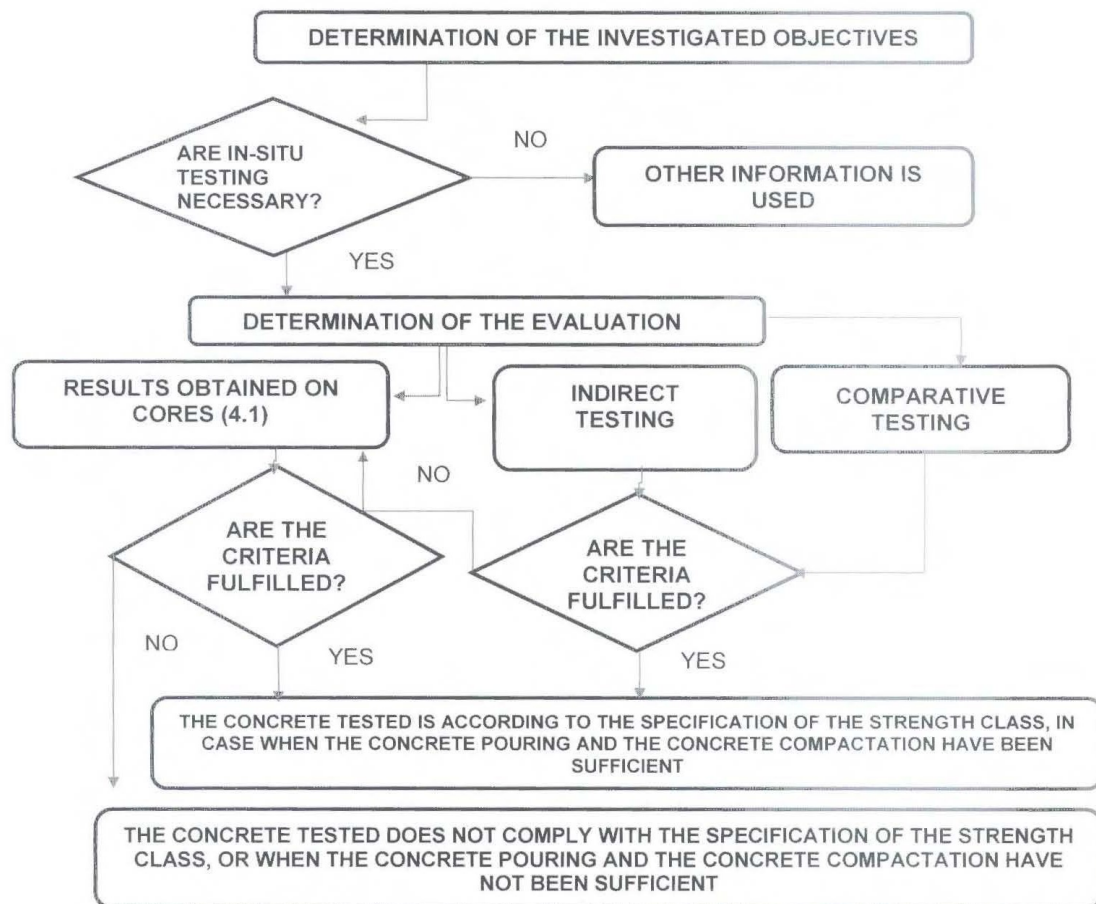 DETERMINATION OF THE INVESTIGATED OBJECTIVES
ARE IN-SITU
TESTING
NECESSARY?
NO
OTHER INFORMATION IS
USED
YES
DETERMINATION OF THE EVALUATION
RESULTS OBTAINED ON
CORES (4.1)
INDIRECT
TESTING
COMPARATIVE
TESTING
NO
ARE THE
CRITERIA
FULFILLED?
ARE THE
CRITERIA
FULFILLED?
NO
YES
YES
THE CONCRETE TESTED IS ACCORDING TO THE SPECIFICATION OF THE STRENGTH CLASS, IN
CASE WHEN THE CONCRETE POURING AND THE CONCRETE COMPACTATION HAVE BEEN
SUFFICIENT
THE CONCRETE TESTED DOES NOT COMPLY WITH THE SPECIFICATION OF THE STRENGTH
CLASS, OR WHEN THE CONCRETE POURING AND THE CONCRETE COMPACTATION HAVE
NOT BEEN SUFFICIENT